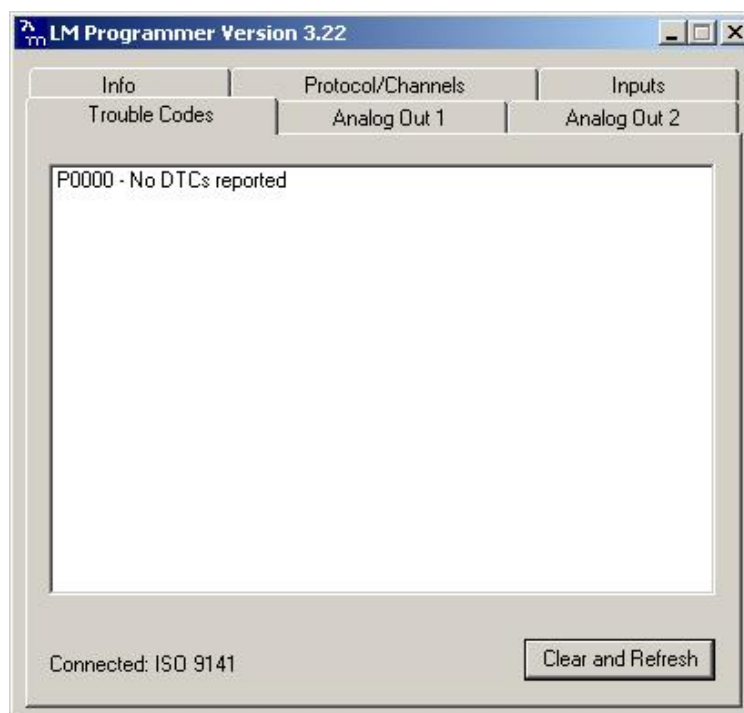 LM Programmer Version 3.22
Info Protocol/Channels Inputs
Trouble Codes Analog Out 1 Analog Out 2
P0000 - No DTCs reported
Connected: ISO 9141 Clear and Refresh